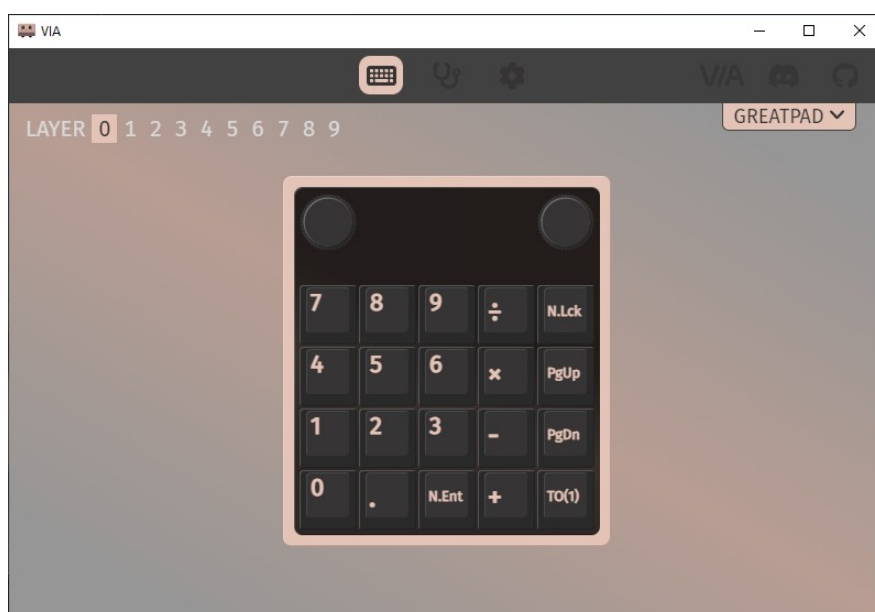 VIA
VIA
LAYER 0 1 2 3 4 5 6 7 8 9
GREATPAD
7 8 9 ÷ N.Lck
4 5 6 × PgUp
1 2 3 - PgDn
0 . N.Ent + TO(1)